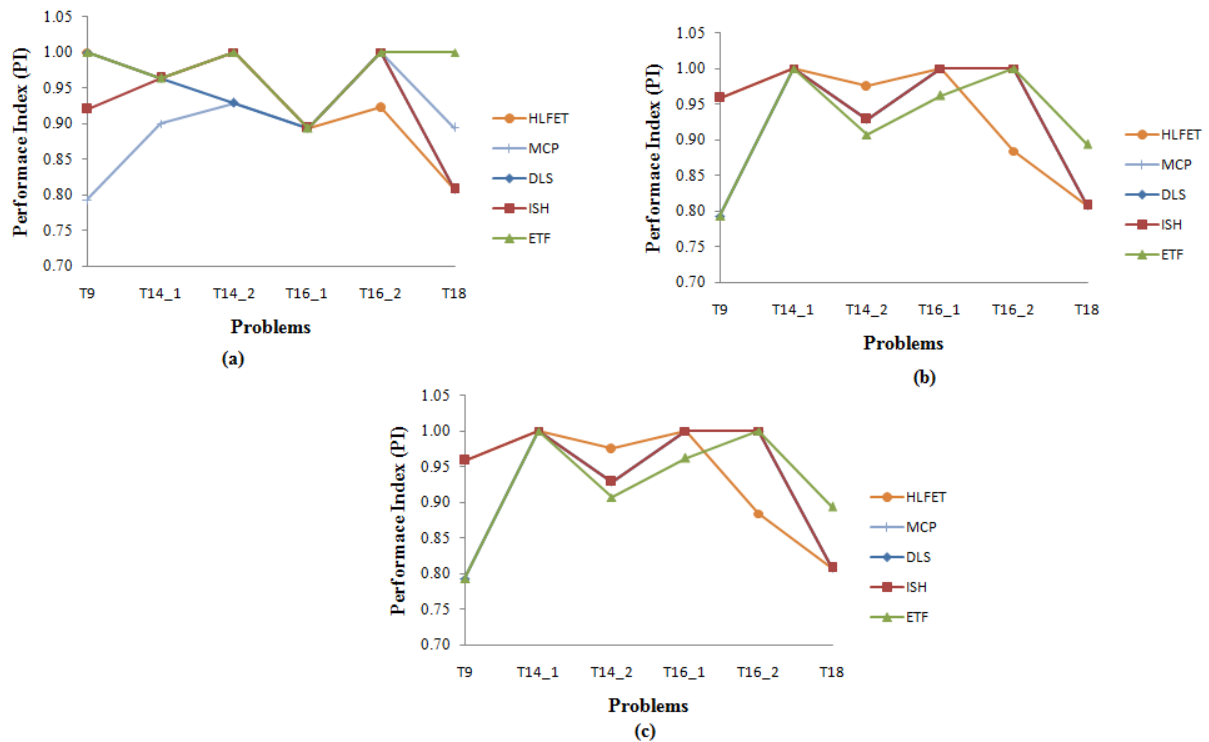 1.05
1.00
0.95
0.90
0.85
0.80
0.75
0.70
Performace Index (PI)
T9 T14_1 T14_2 T16_1 T16_2 T18
Problems
(a)
HLFET
MCP
DLS
ISH
ETF
1.05
1.00
0.95
0.90
0.85
0.80
0.75
0.70
Performace Index (PI)
T9 T14_1 T14_2 T16_1 T16_2 T18
Problems
(b)
HLFET
MCP
DLS
ISH
ETF
1.05
1.00
0.95
0.90
0.85
0.80
0.75
0.70
Performace Index (PI)
T9 T14_1 T14_2 T16_1 T16_2 T18
Problems
(c)
HLFET
MCP
DLS
ISH
ETF